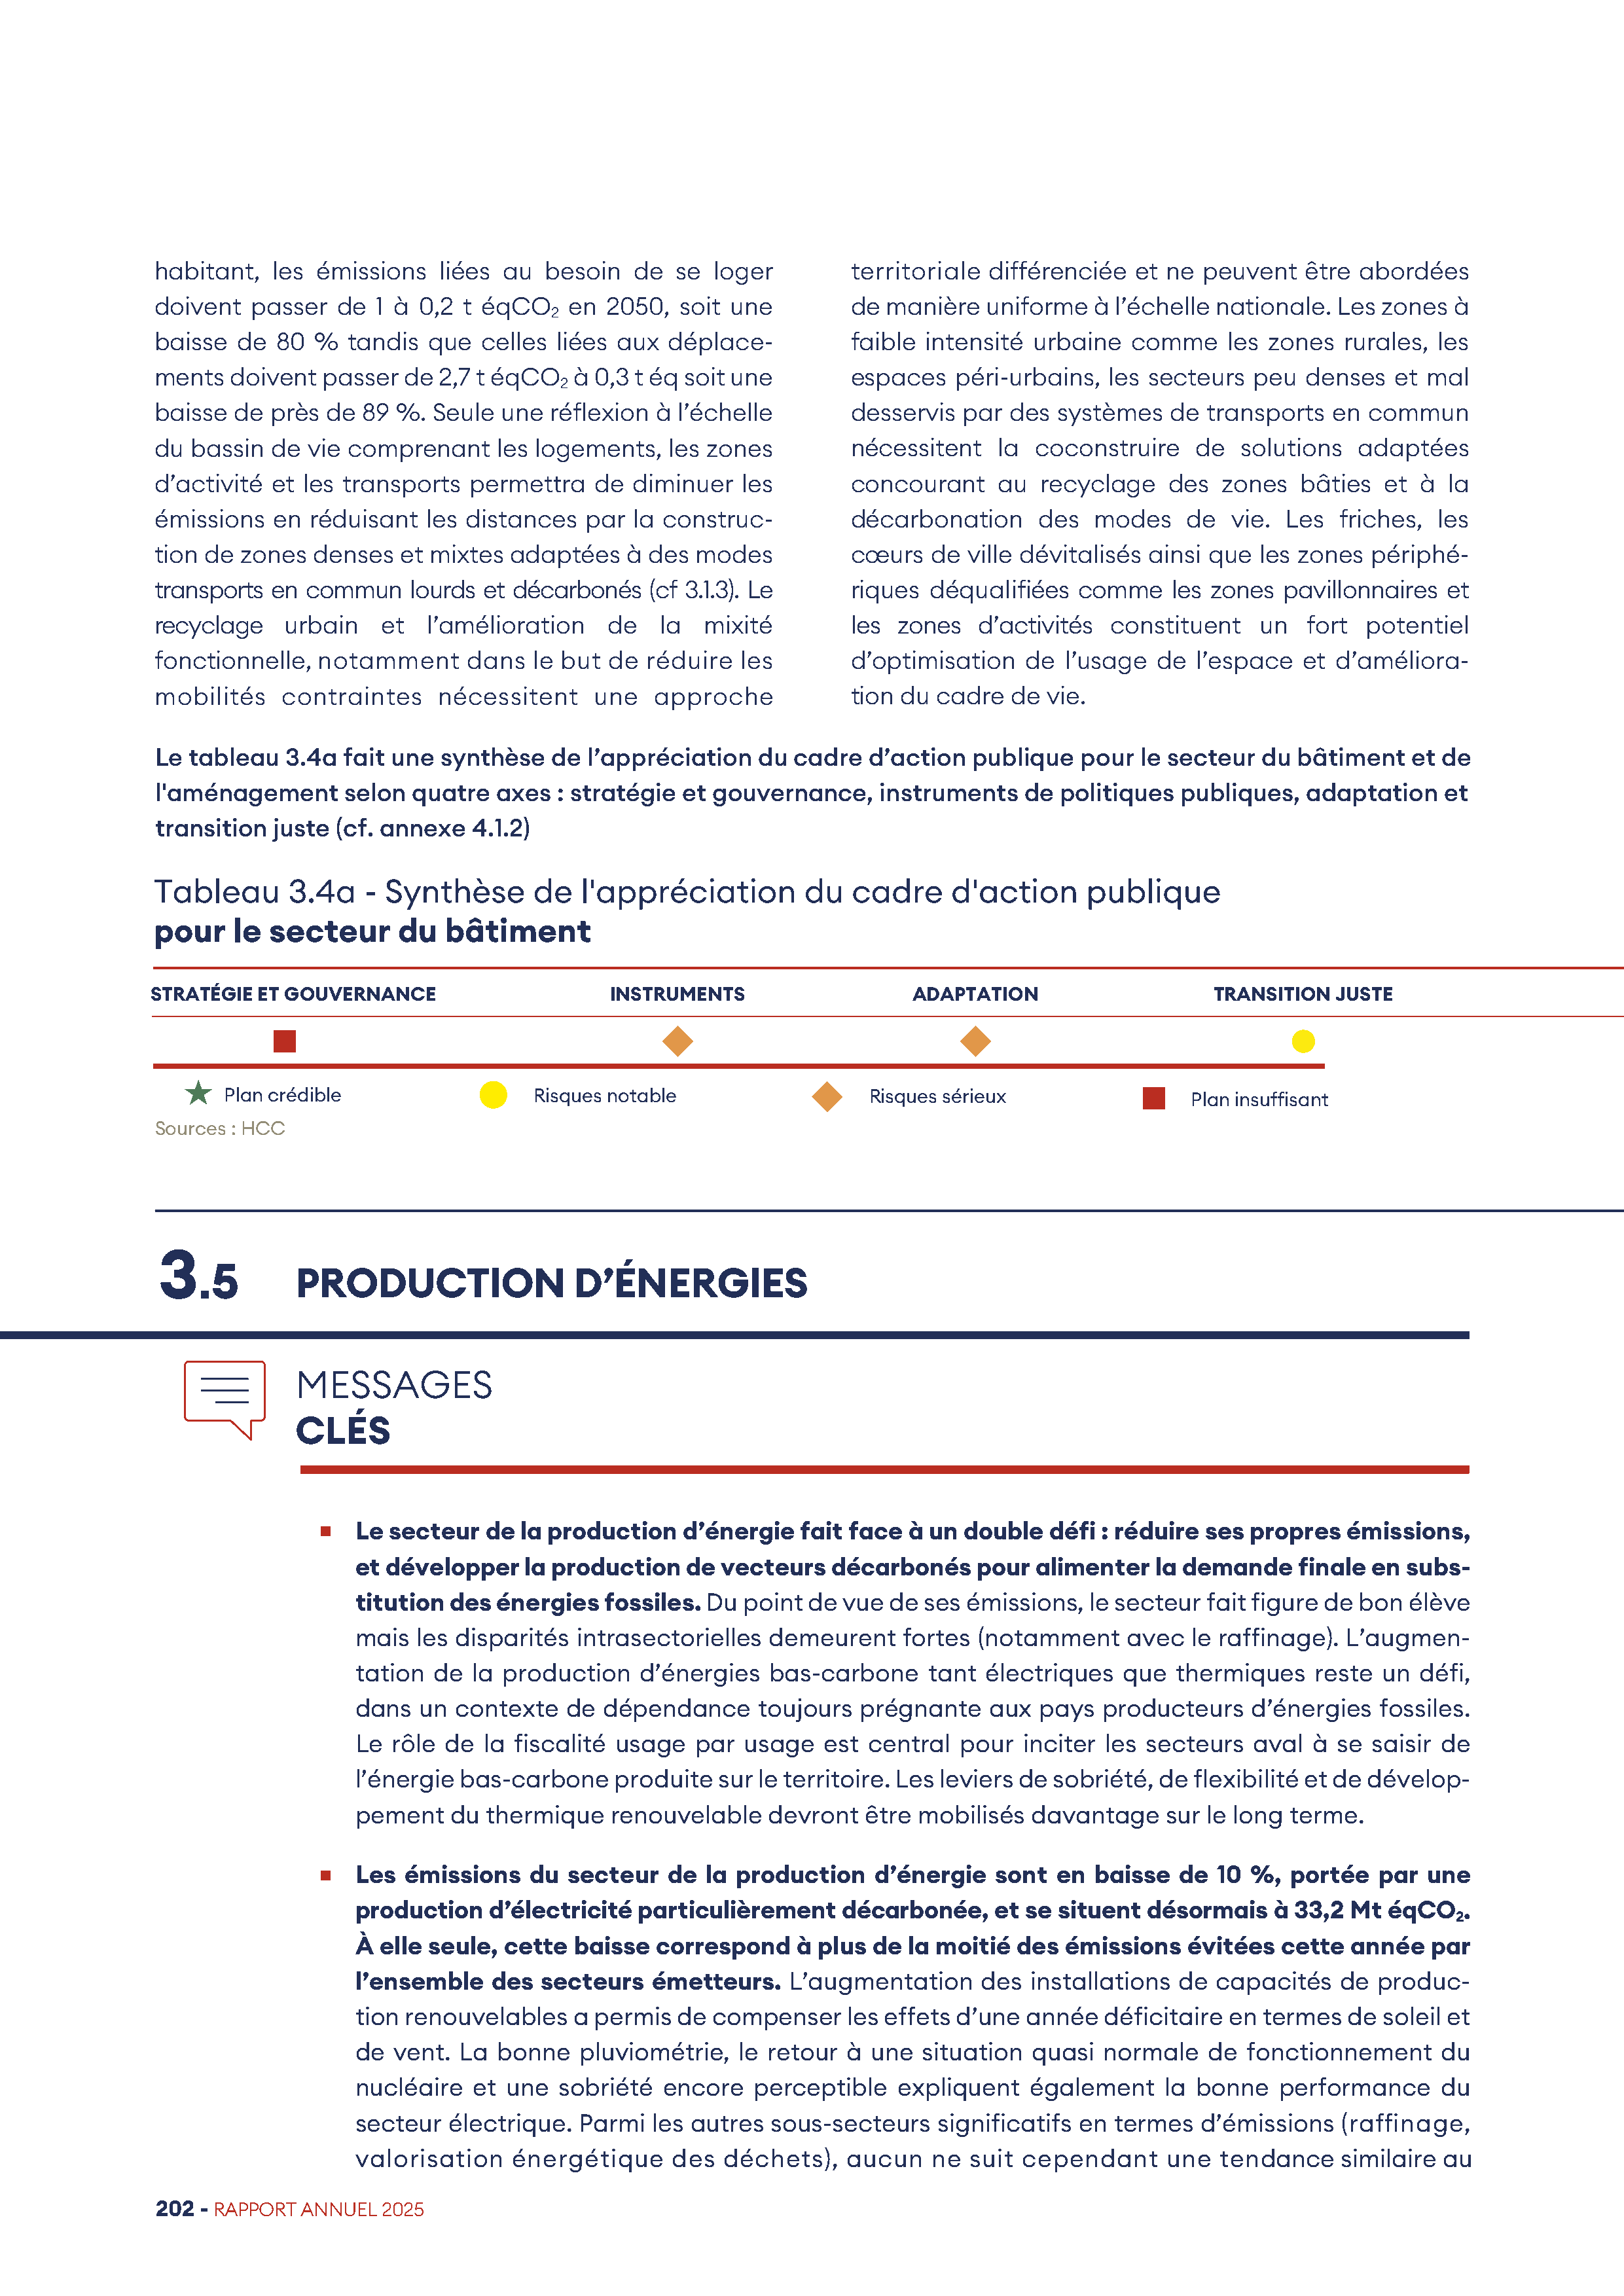 habitant, les émissions liées au besoin de se loger
doivent passer de 1 à 0,2 t éqCO₂ en 2050, soit une
baisse de 80 % tandis que celles liées aux déplace-
ments doivent passer de 2,7 t éqCO₂ à 0,3 t éq soit une
baisse de près de 89 %. Seule une réflexion à l’échelle
du bassin de vie comprenant les logements, les zones
d’activité et les transports permettra de diminuer les
émissions en réduisant les distances par la construc-
tion de zones denses et mixtes adaptées à des modes
transports en commun lourds et décarbonés (cf 3.1.3). Le
recyclage urbain et l’amélioration de la mixité
fonctionnelle, notamment dans le but de réduire les
mobilités contraintes nécessitent une approche
territoriale différenciée et ne peuvent être abordées
de manière uniforme à l’échelle nationale. Les zones à
faible intensité urbaine comme les zones rurales, les
espaces péri-urbains, les secteurs peu denses et mal
desservis par des systèmes de transports en commun
nécessitent la coconstruire de solutions adaptées
concourant au recyclage des zones bâties et à la
décarbonation des modes de vie. Les friches, les
cœurs de ville dévitalisés ainsi que les zones périphé-
riques déqualifiées comme les zones pavillonnaires et
les zones d’activités constituent un fort potentiel
d’optimisation de l’usage de l’espace et d’améliora-
tion du cadre de vie.
Le tableau 3.4a fait une synthèse de l’appréciation du cadre d’action publique pour le secteur du bâtiment et de
l'aménagement selon quatre axes : stratégie et gouvernance, instruments de politiques publiques, adaptation et
transition juste (cf. annexe 4.1.2)
Tableau 3.4a - Synthèse de l'appréciation du cadre d'action publique
pour le secteur du bâtiment
STRATÉGIE ET GOUVERNANCE INSTRUMENTS ADAPTATION TRANSITION JUSTE
Plan crédible Risques notable Risques sérieux Plan insuffisant
Sources : HCC
3.5 PRODUCTION D’ÉNERGIES
MESSAGES
CLÉS
Le secteur de la production d’énergie fait face à un double défi : réduire ses propres émissions,
et développer la production de vecteurs décarbonés pour alimenter la demande finale en subs-
titution des énergies fossiles. Du point de vue de ses émissions, le secteur fait figure de bon élève
mais les disparités intrasectorielles demeurent fortes (notamment avec le raffinage). L’augmen-
tation de la production d’énergies bas-carbone tant électriques que thermiques reste un défi,
dans un contexte de dépendance toujours prégnante aux pays producteurs d’énergies fossiles.
Le rôle de la fiscalité usage par usage est central pour inciter les secteurs aval à se saisir de
l’énergie bas-carbone produite sur le territoire. Les leviers de sobriété, de flexibilité et de dévelop-
pement du thermique renouvelable devront être mobilisés davantage sur le long terme.
Les émissions du secteur de la production d’énergie sont en baisse de 10 %, portée par une
production d’électricité particulièrement décarbonée, et se situent désormais à 33,2 Mt éqCO₂.
À elle seule, cette baisse correspond à plus de la moitié des émissions évitées cette année par
l’ensemble des secteurs émetteurs. L’augmentation des installations de capacités de produc-
tion renouvelables a permis de compenser les effets d’une année déficitaire en termes de soleil et
de vent. La bonne pluviométrie, le retour à une situation quasi normale de fonctionnement du
nucléaire et une sobriété encore perceptible expliquent également la bonne performance du
secteur électrique. Parmi les autres sous-secteurs significatifs en termes d’émissions (raffinage,
valorisation énergétique des déchets), aucun ne suit cependant une tendance similaire au
202 - RAPPORT ANNUEL 2025